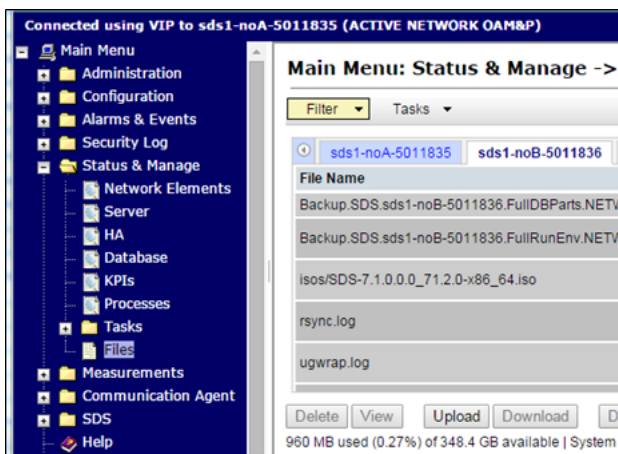 Connected using VIP to sds1-noA-5011835 (ACTIVE NETWORK OAM&P)
Main Menu
Administration
Configuration
Alarms & Events
Security Log
Status & Manage
Network Elements
Server
HA
Database
KPIs
Processes
Tasks
Files
Measurements
Communication Agent
SDS
Help
Main Menu: Status & Manage ->
Filter Tasks
sds1-noA-5011835 sds1-noB-5011836
File Name
Backup.SDS.sds1-noB-5011836.FullDBParts.NETW
Backup.SDS.sds1-noB-5011836.FullRunEnv.NETW
isos/SDS-7.1.0.0.0_71.2.0-x86_64.iso
rsync.log
ugwrap.log
Delete View Upload Download D
960 MB used (0.27%) of 348.4 GB available | System